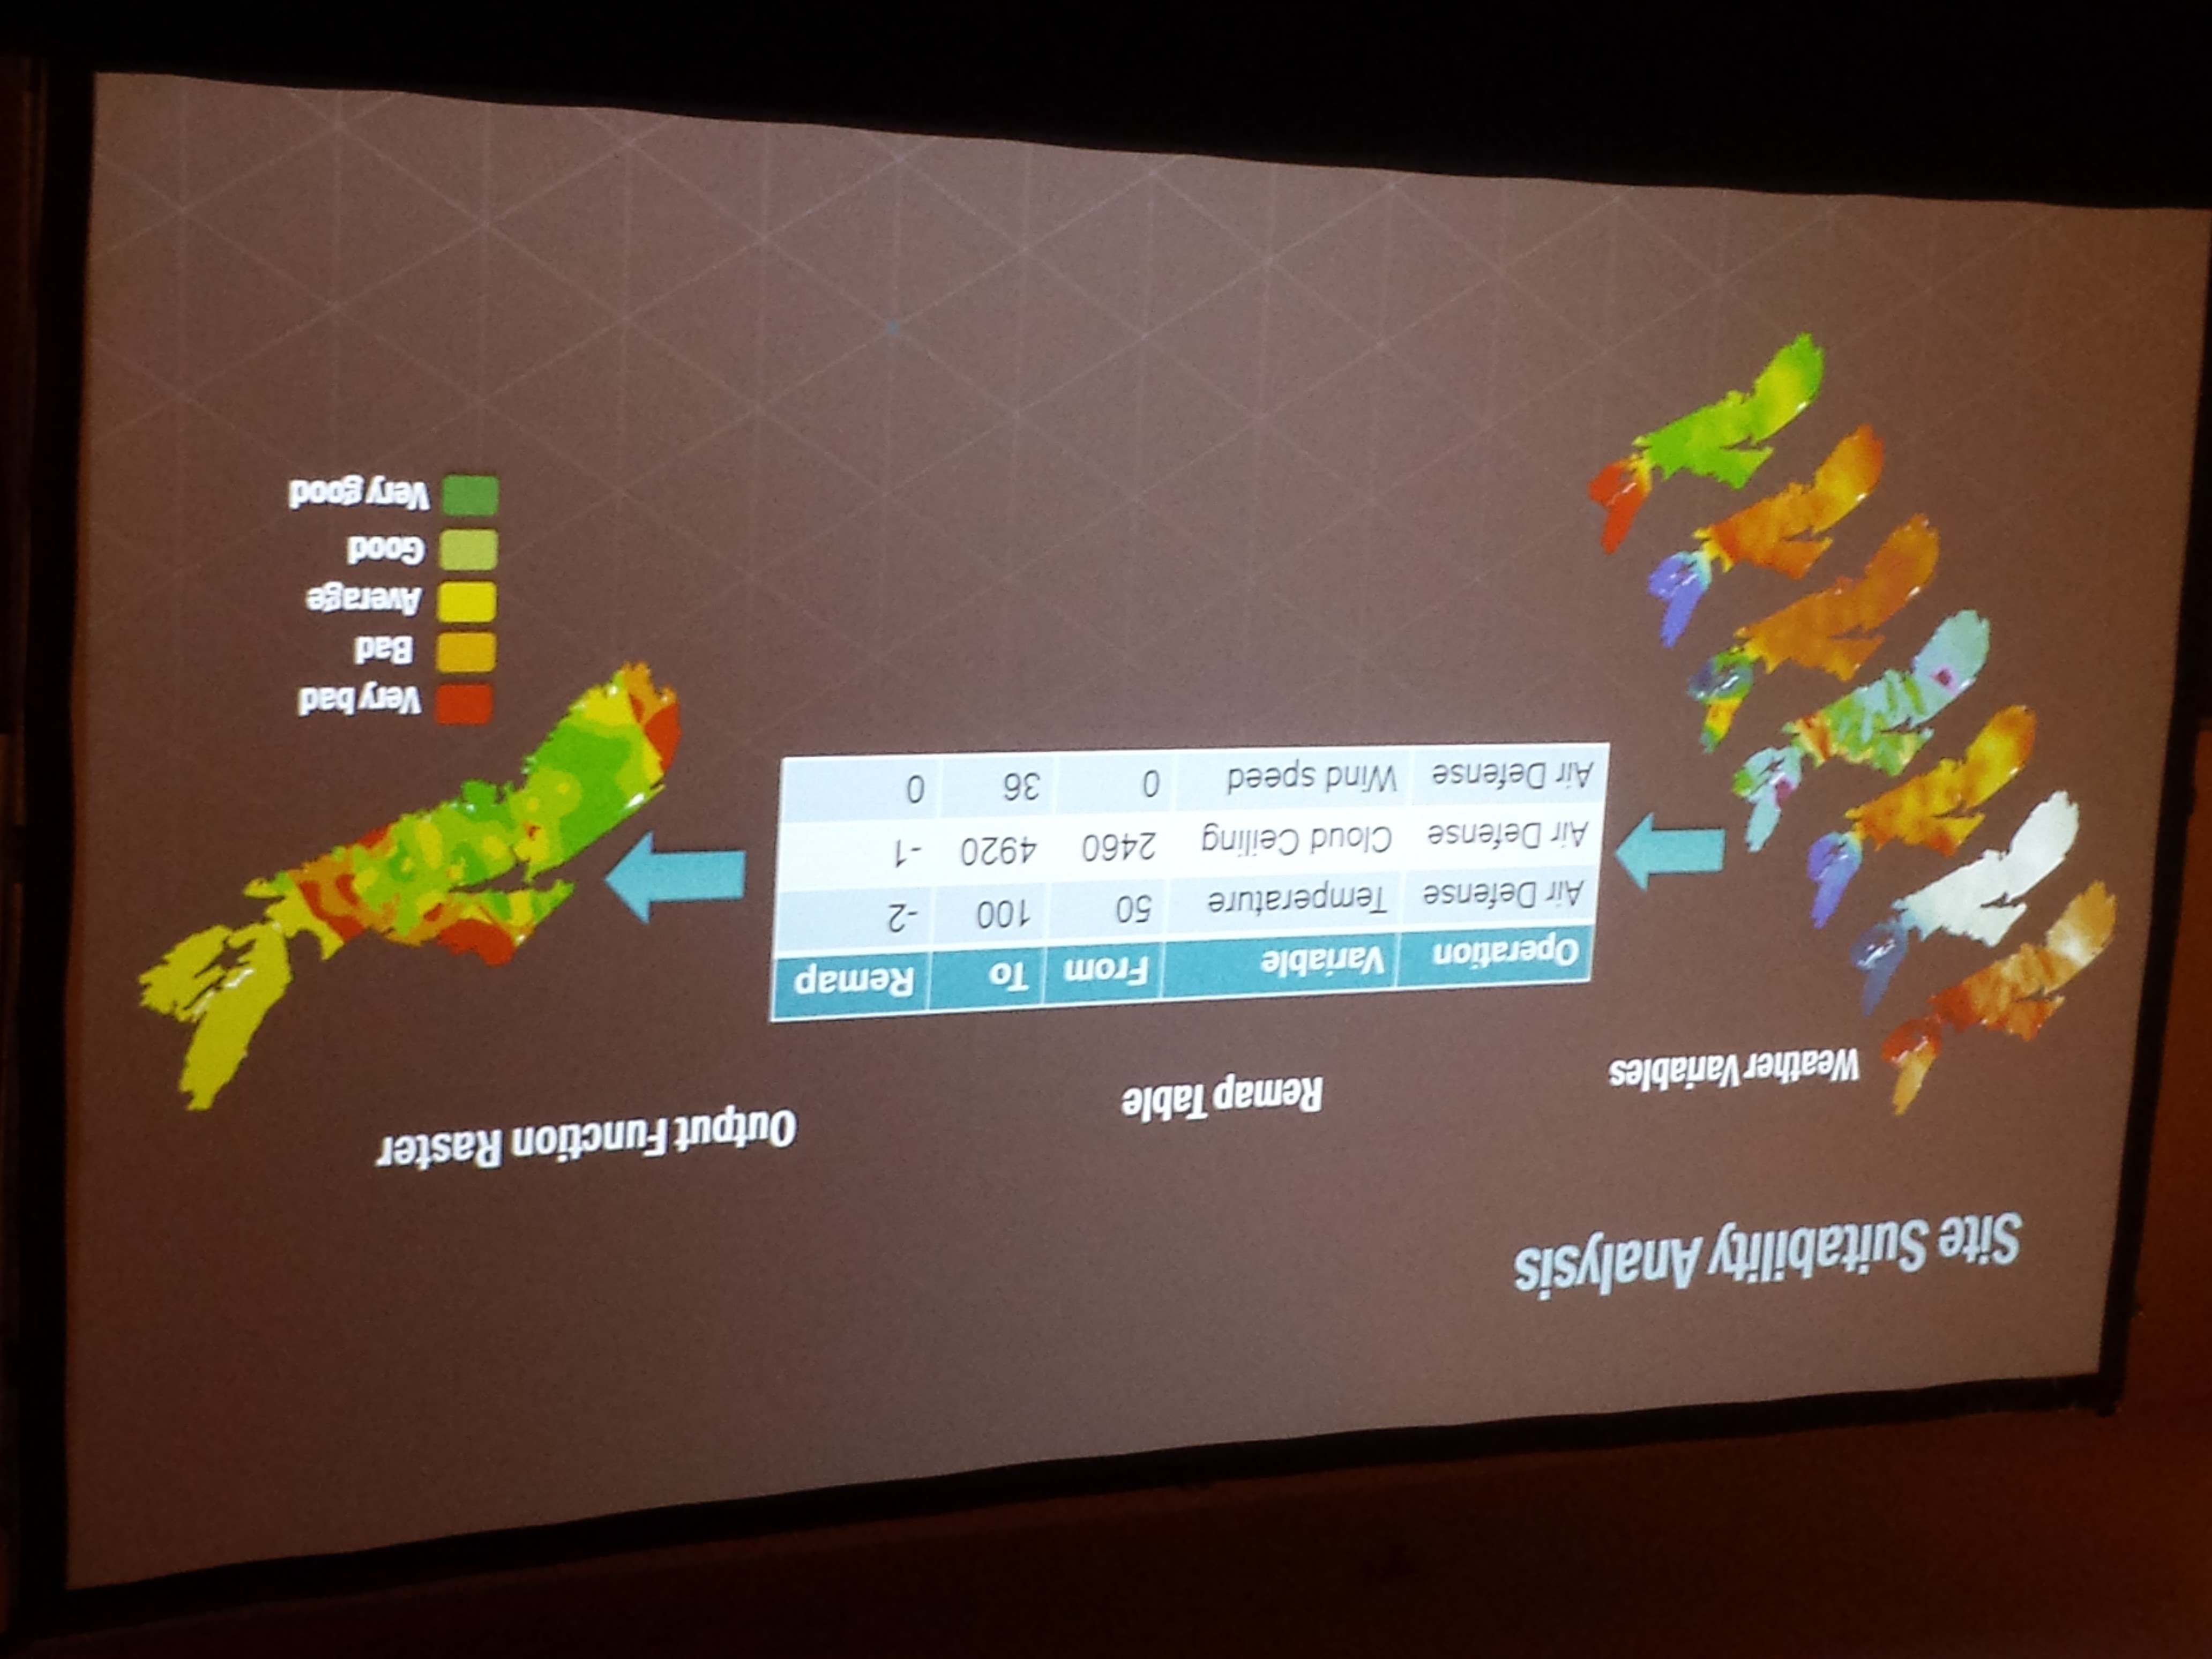 Site Suitability Analysis
Weather Variables
Remap Table
Output Function Raster
Operation Variable From To Remap
Air Defense Temperature 50 100 -2
Air Defense Cloud Ceiling 2460 4920 -1
Air Defense Wind speed 0 36 0
Very bad
Bad
Average
Good
Very good